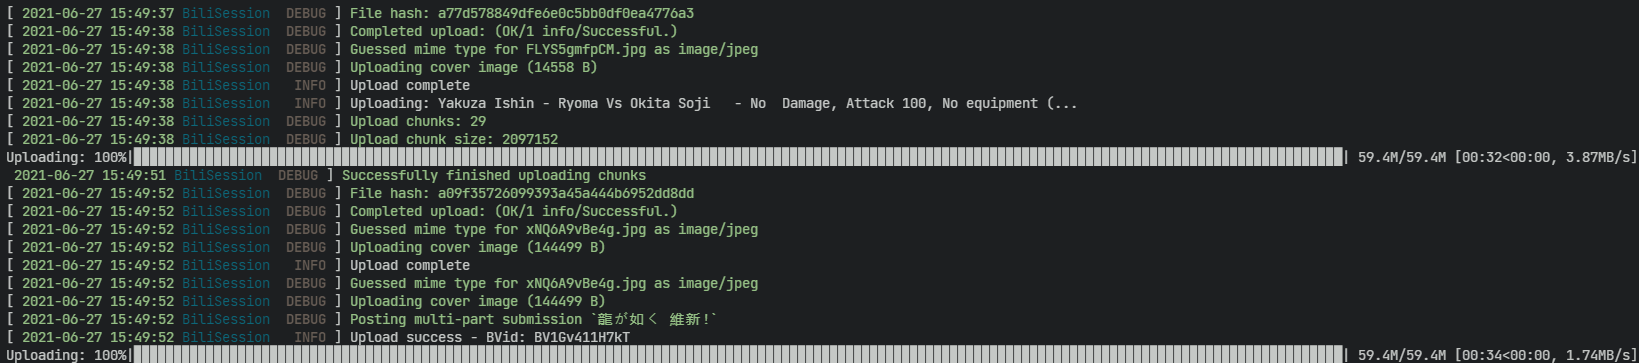 [ 2021-06-27 15:49:37 BiliSession  DEBUG ] File hash: a77d578849dfe6e0c5bb0df0ea4776a3
[ 2021-06-27 15:49:38 BiliSession  DEBUG ] Completed upload: (OK/1 info/Successful.)
[ 2021-06-27 15:49:38 BiliSession  DEBUG ] Guessed mime type for FLYS5gmfpCM.jpg as image/jpeg
[ 2021-06-27 15:49:38 BiliSession  DEBUG ] Uploading cover image (14558 B)
[ 2021-06-27 15:49:38 BiliSession   INFO ] Upload complete
[ 2021-06-27 15:49:38 BiliSession   INFO ] Uploading: Yakuza Ishin - Ryoma Vs Okita Soji   - No  Damage, Attack 100, No equipment (...
[ 2021-06-27 15:49:38 BiliSession  DEBUG ] Upload chunks: 29
[ 2021-06-27 15:49:38 BiliSession  DEBUG ] Upload chunk size: 2097152
Uploading: 100%| | 59.4M/59.4M [00:32<00:00, 3.87MB/s]
2021-06-27 15:49:51 BiliSession  DEBUG ] Successfully finished uploading chunks
[ 2021-06-27 15:49:52 BiliSession  DEBUG ] File hash: a09f35726099393a45a444b6952dd8dd
[ 2021-06-27 15:49:52 BiliSession  DEBUG ] Completed upload: (OK/1 info/Successful.)
[ 2021-06-27 15:49:52 BiliSession  DEBUG ] Guessed mime type for xNQ6A9vBe4g.jpg as image/jpeg
[ 2021-06-27 15:49:52 BiliSession  DEBUG ] Uploading cover image (144499 B)
[ 2021-06-27 15:49:52 BiliSession   INFO ] Upload complete
[ 2021-06-27 15:49:52 BiliSession  DEBUG ] Guessed mime type for xNQ6A9vBe4g.jpg as image/jpeg
[ 2021-06-27 15:49:52 BiliSession  DEBUG ] Uploading cover image (144499 B)
[ 2021-06-27 15:49:52 BiliSession  DEBUG ] Posting multi-part submission `龍が如く 維新!`
[ 2021-06-27 15:49:52 BiliSession   INFO ] Upload success - BVid: BV1Gv411H7kT
Uploading: 100%| | 59.4M/59.4M [00:34<00:00, 1.74MB/s]